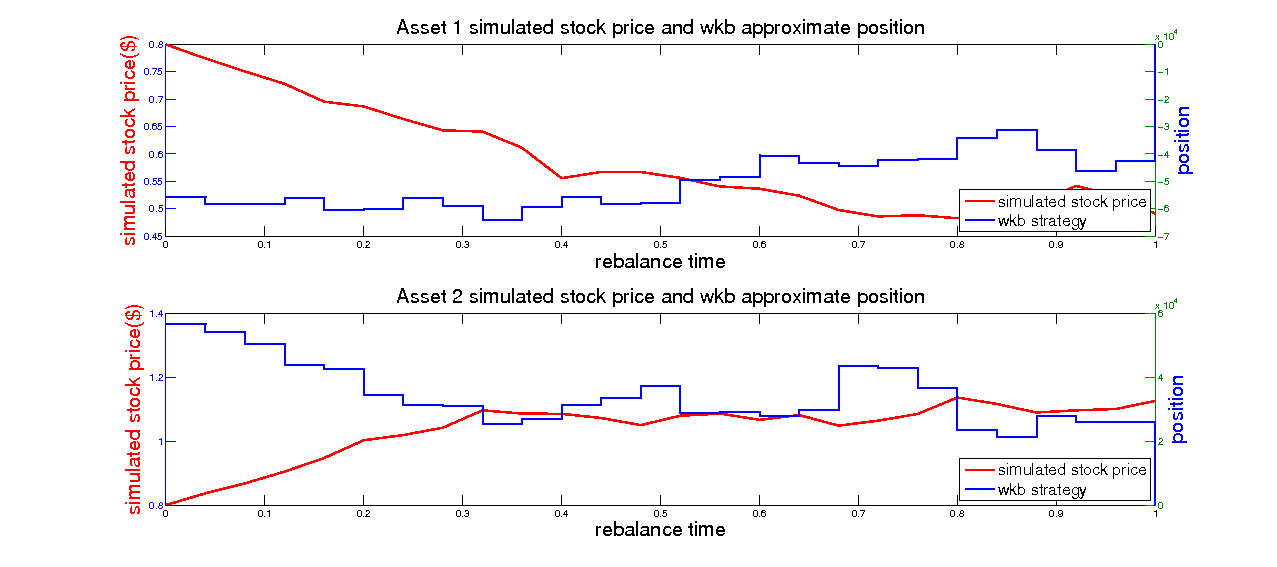 Asset 1 simulated stock price and wkb approximate position
simulated stock price($)
0.8
0.75
0.7
0.65
0.6
0.55
0.5
0.45
x 10^4
0
-1
-2
-3
-4
-5
-6
-7
position
simulated stock price
wkb strategy
0 0.1 0.2 0.3 0.4 0.5 0.6 0.7 0.8 0.9 1
rebalance time
Asset 2 simulated stock price and wkb approximate position
simulated stock price($)
1.4
1.2
1
0.8
x 10^4
6
4
2
0
position
simulated stock price
wkb strategy
0 0.1 0.2 0.3 0.4 0.5 0.6 0.7 0.8 0.9 1
rebalance time